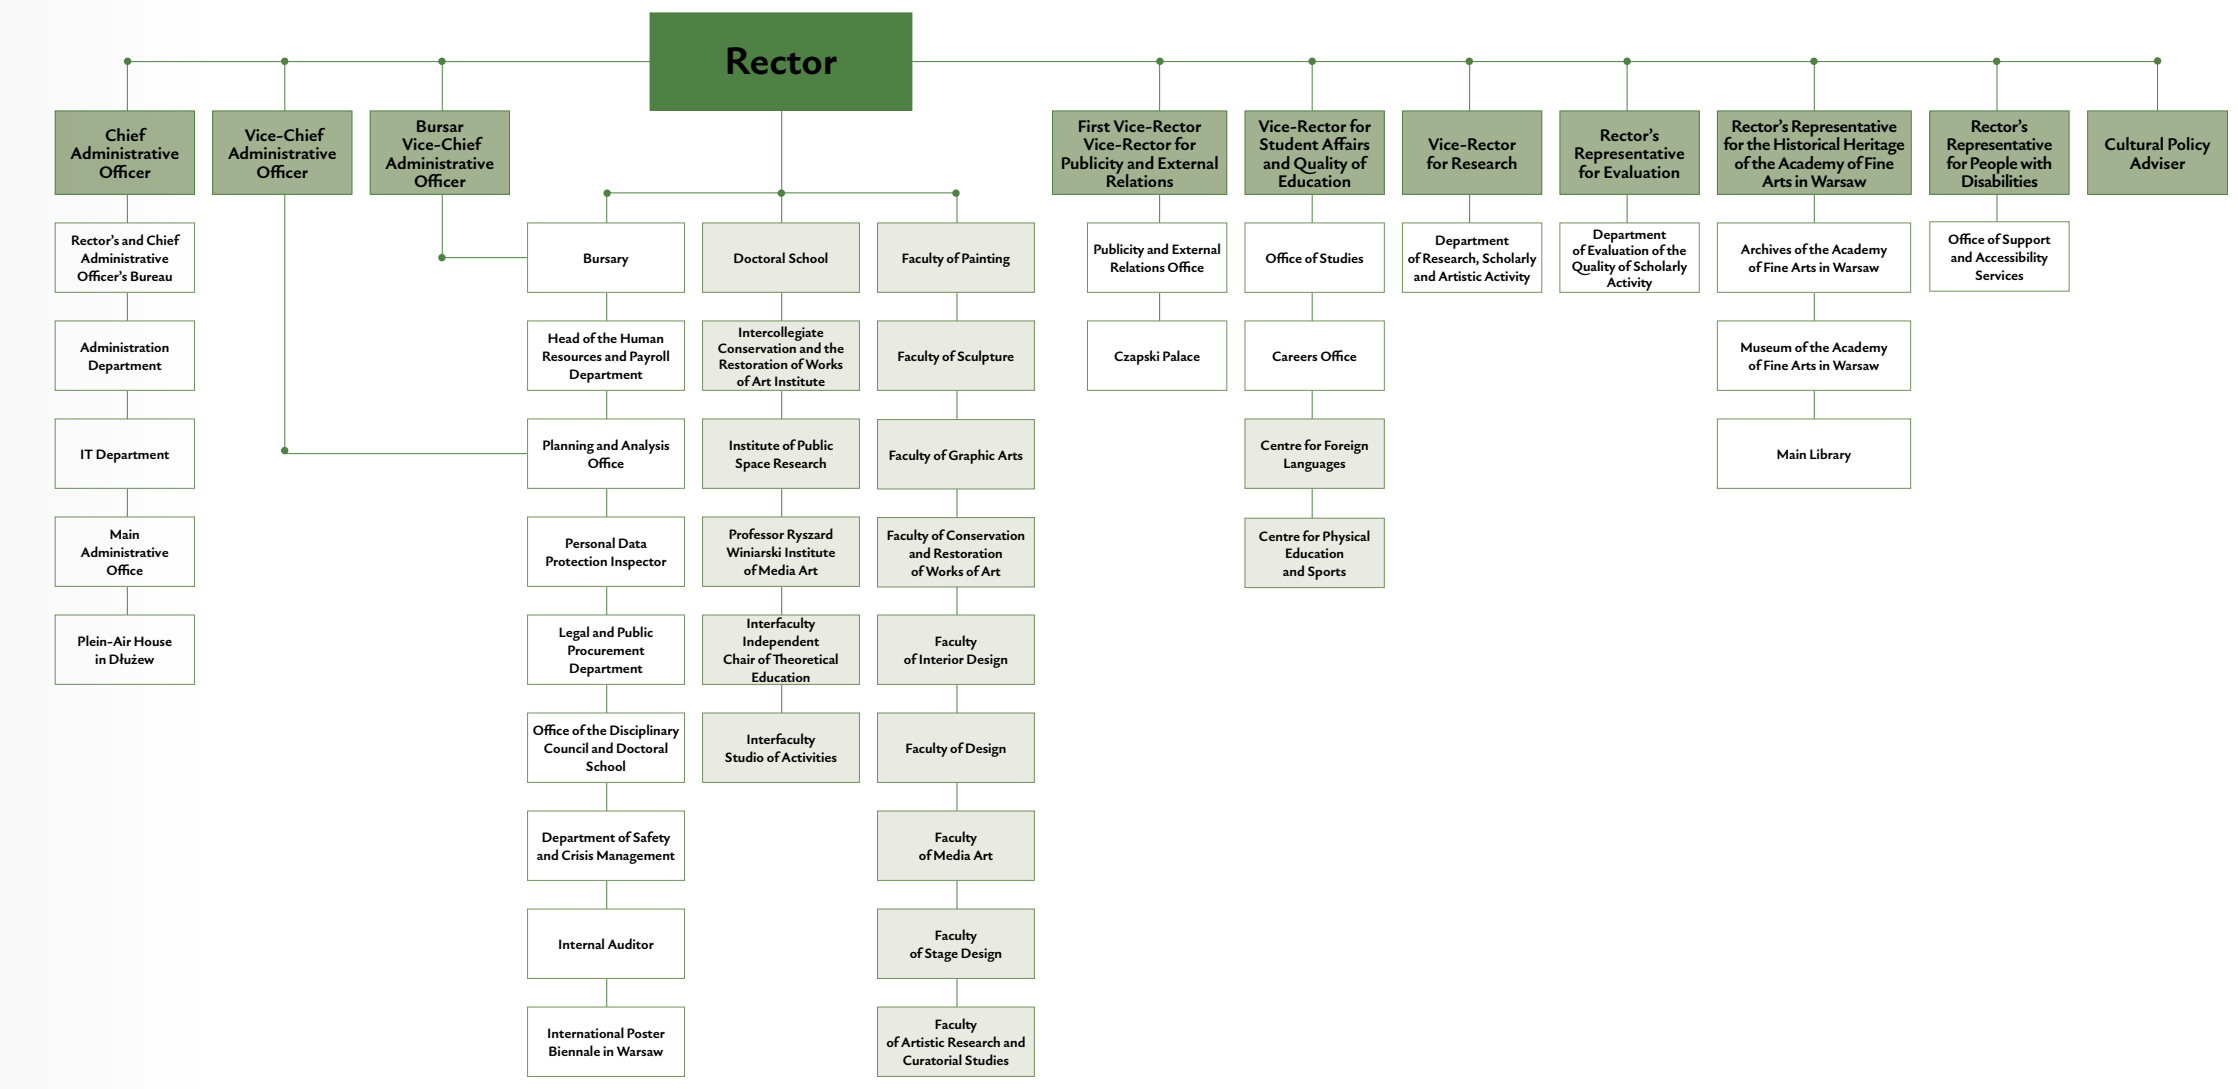 Rector
Chief
Administrative
Officer
Vice-Chief
Administrative
Officer
Bursar
Vice-Chief
Administrative
Officer
First Vice-Rector
Vice-Rector for
Publicity and External
Relations
Vice-Rector for
Student Affairs
and Quality of
Education
Vice-Rector
for Research
Rector’s
Representative
for Evaluation
Rector’s Representative
for the Historical Heritage
of the Academy of Fine
Arts in Warsaw
Rector’s
Representative
for People with
Disabilities
Cultural Policy
Adviser
Rector’s and Chief
Administrative
Officer’s Bureau
Administration
Department
IT Department
Main
Administrative
Office
Plein-Air House
in Dłużew
Bursary
Head of the Human
Resources and Payroll
Department
Planning and Analysis
Office
Personal Data
Protection Inspector
Legal and Public
Procurement
Department
Office of the Disciplinary
Council and Doctoral
School
Department of Safety
and Crisis Management
Internal Auditor
International Poster
Biennale in Warsaw
Doctoral School
Intercollegiate
Conservation and the
Restoration of Works
of Art Institute
Institute of Public
Space Research
Professor Ryszard
Winiarski Institute
of Media Art
Interfaculty
Independent
Chair of Theoretical
Education
Interfaculty
Studio of Activities
Faculty of Painting
Faculty of Sculpture
Faculty of Graphic Arts
Faculty of Conservation
and Restoration
of Works of Art
Faculty
of Interior Design
Faculty of Design
Faculty
of Media Art
Faculty
of Stage Design
Faculty
of Artistic Research and
Curatorial Studies
Publicity and External
Relations Office
Czapski Palace
Office of Studies
Careers Office
Centre for Foreign
Languages
Centre for Physical
Education
and Sports
Department
of Research, Scholarly
and Artistic Activity
Department
of Evaluation of the
Quality of Scholarly
Activity
Archives of the Academy
of Fine Arts in Warsaw
Museum of the Academy
of Fine Arts in Warsaw
Main Library
Office of Support
and Accessibility
Services